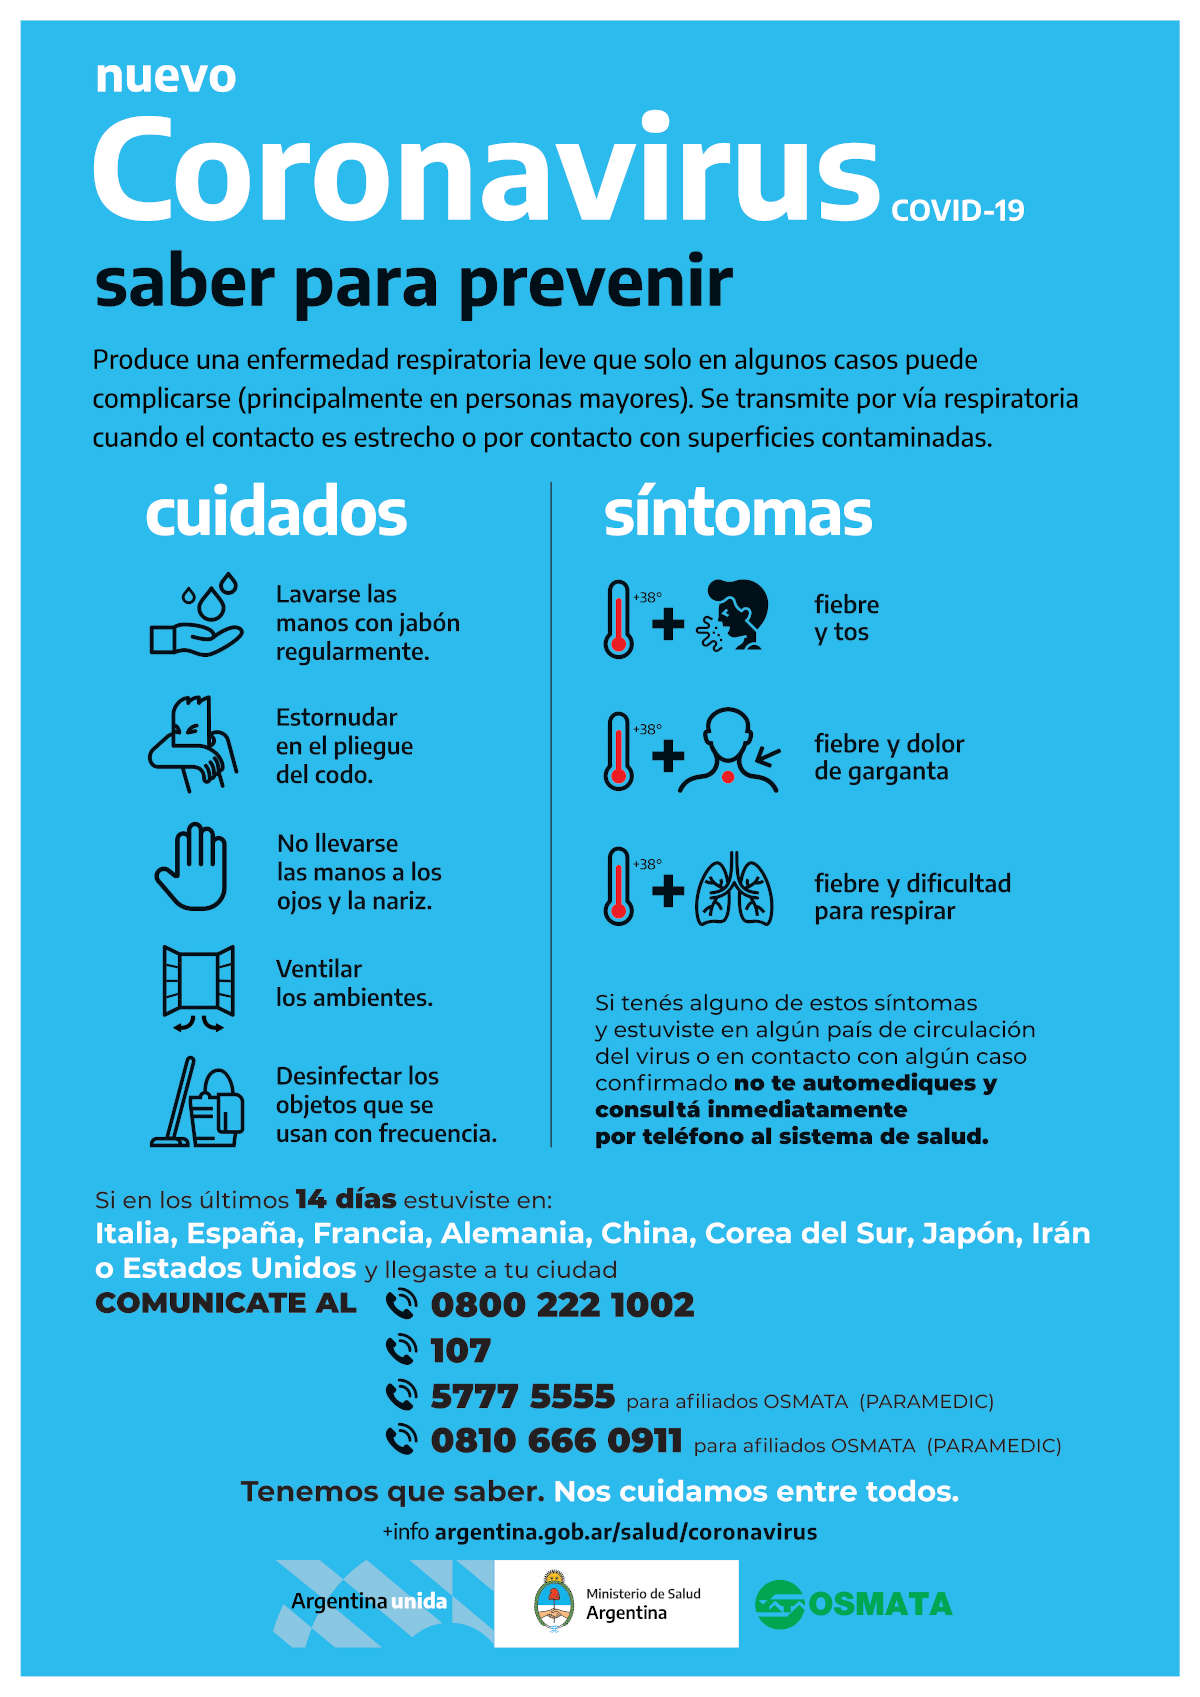 nuevo
Coronavirus COVID-19
saber para prevenir
Produce una enfermedad respiratoria leve que solo en algunos casos puede
complicarse (principalmente en personas mayores). Se transmite por vía respiratoria
cuando el contacto es estrecho o por contacto con superficies contaminadas.
cuidados
Lavarse las
manos con jabón
regularmente.
Estornudar
en el pliegue
del codo.
No llevarse
las manos a los
ojos y la nariz.
Ventilar
los ambientes.
Desinfectar los
objetos que se
usan con frecuencia.
síntomas
+38°
fiebre
y tos
+38°
fiebre y dolor
de garganta
+38°
fiebre y dificultad
para respirar
Si tenés alguno de estos síntomas
y estuviste en algún país de circulación
del virus o en contacto con algún caso
confirmado no te automediques y
consultá inmediatamente
por teléfono al sistema de salud.
Si en los últimos 14 días estuviste en:
Italia, España, Francia, Alemania, China, Corea del Sur, Japón, Irán
o Estados Unidos y llegaste a tu ciudad
COMUNICATE AL 0800 222 1002
107
5777 5555 para afiliados OSMATA (PARAMEDIC)
0810 666 0911 para afiliados OSMATA (PARAMEDIC)
Tenemos que saber. Nos cuidamos entre todos.
+info argentina.gob.ar/salud/coronavirus
Argentina unida
Ministerio de Salud
Argentina
OSMATA